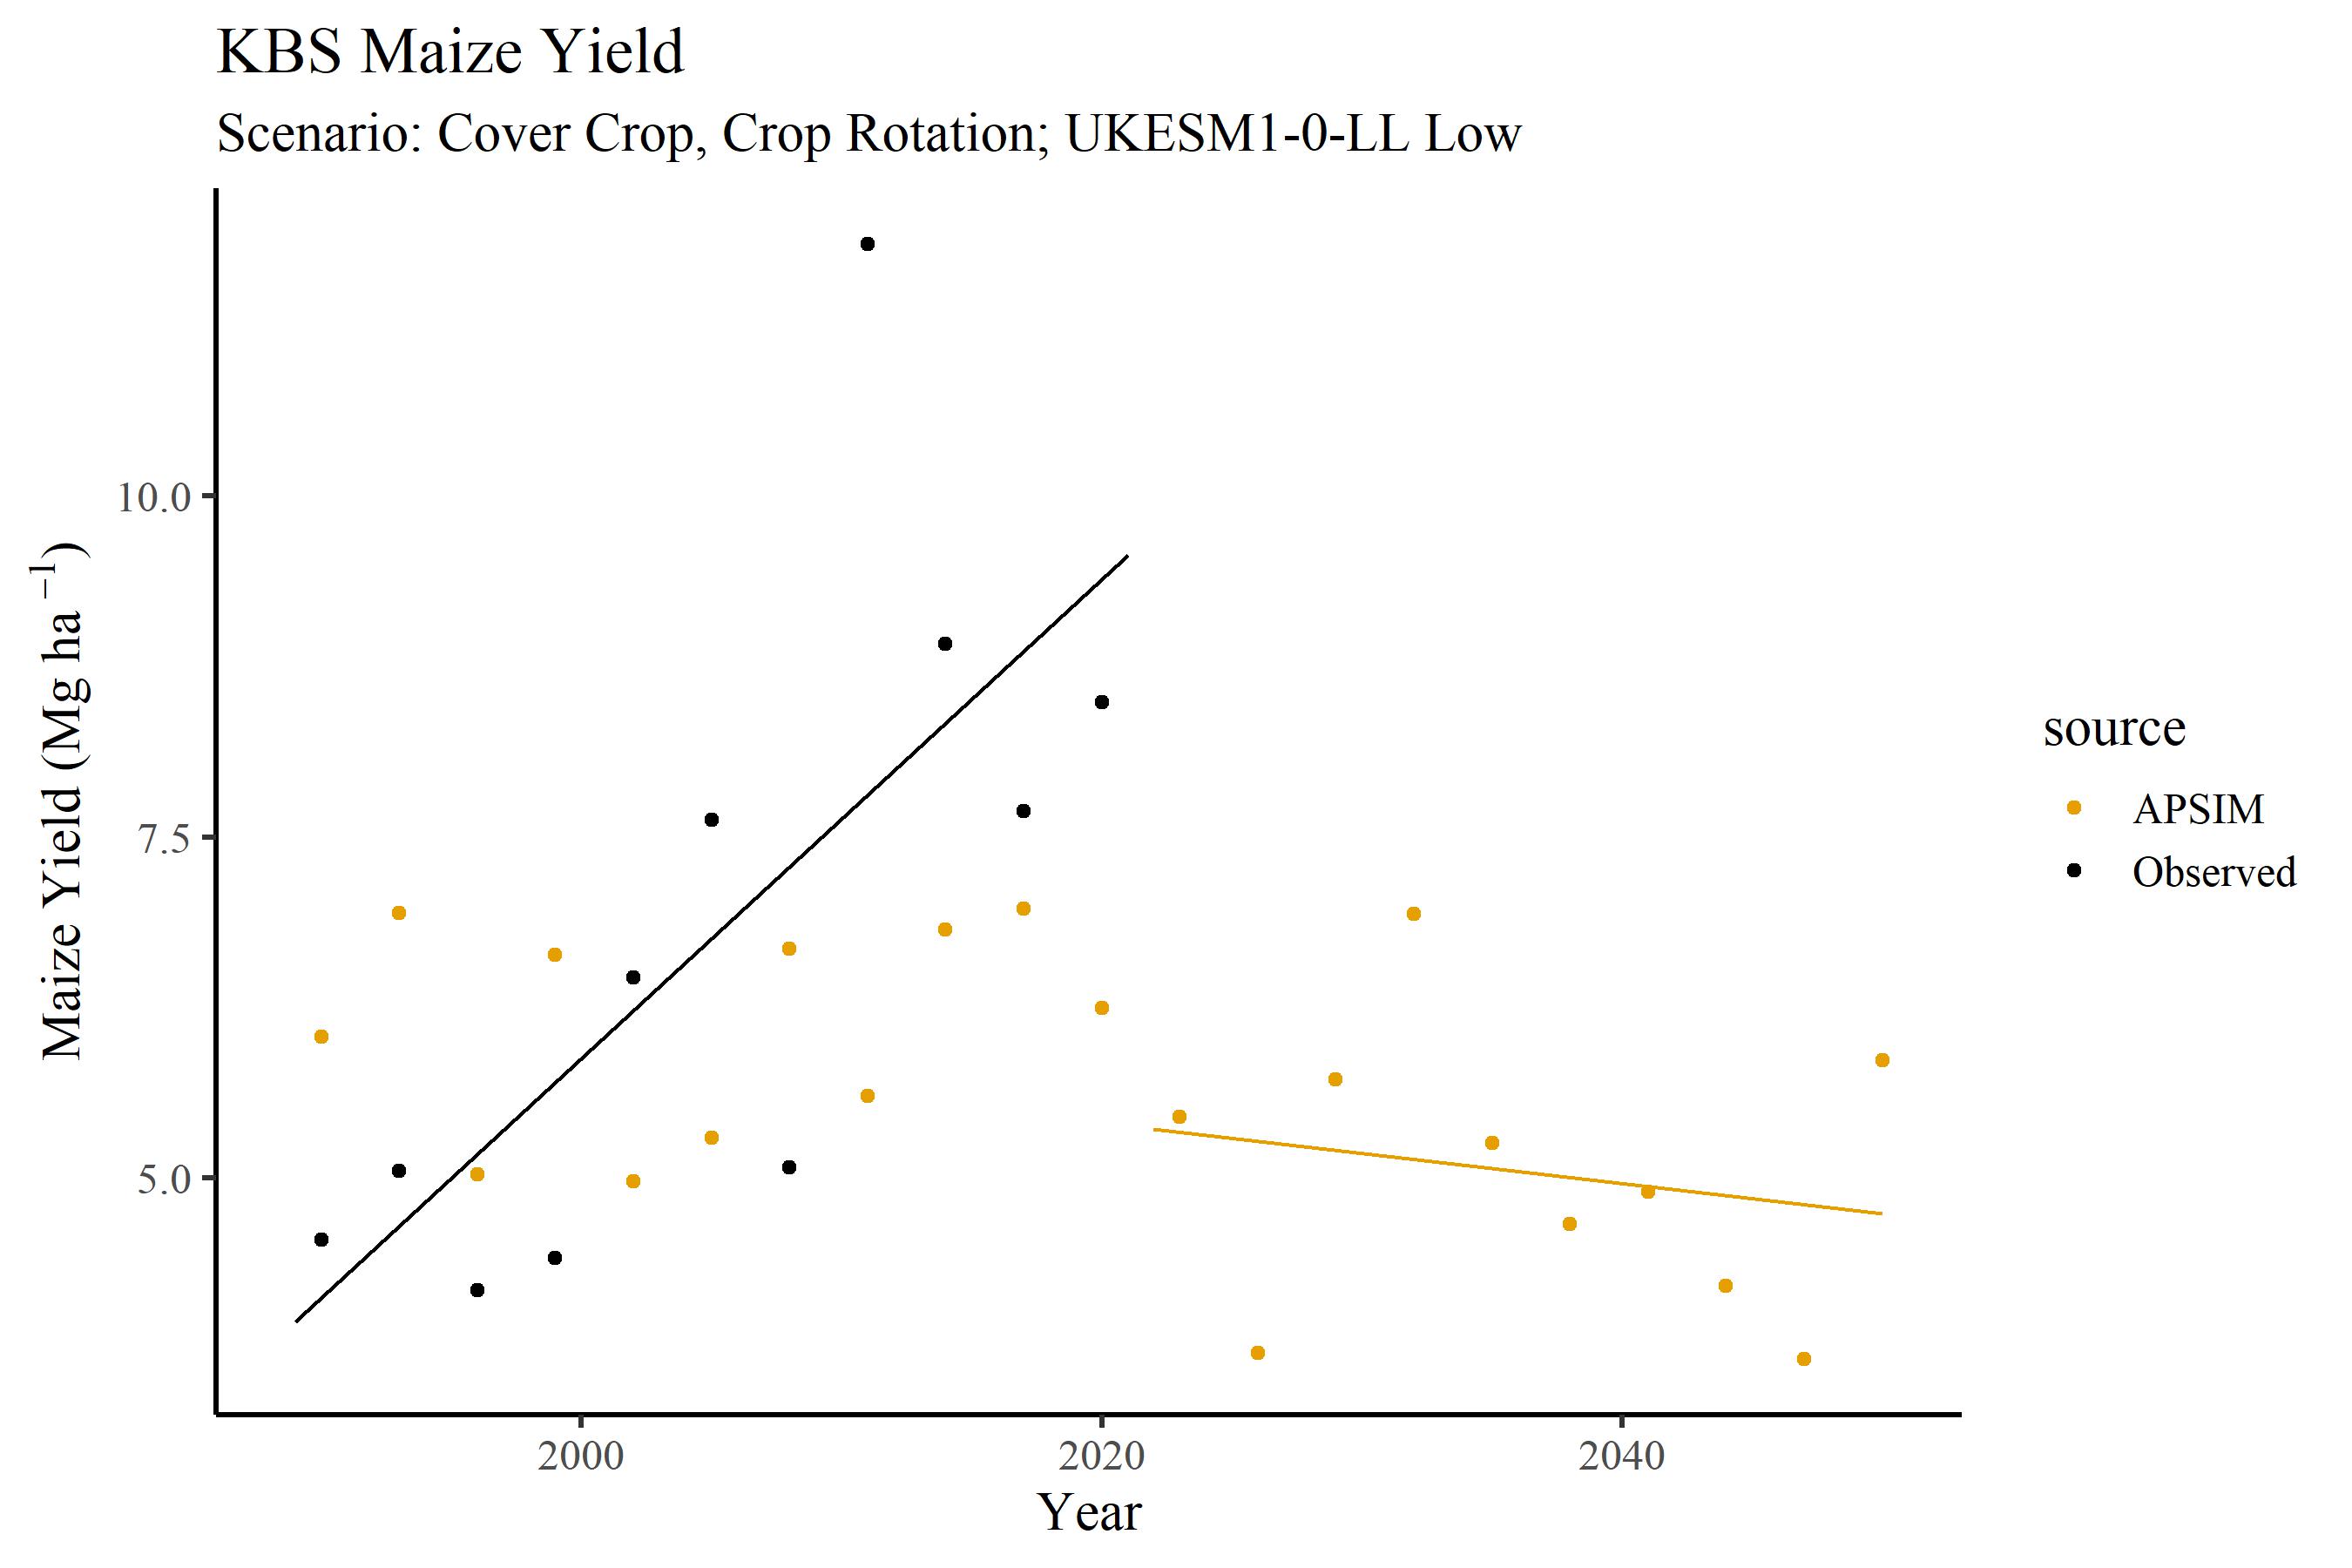 KBS Maize Yield
Scenario: Cover Crop, Crop Rotation; UKESM1-0-LL Low
Maize Yield (Mg ha −1)
10.0
7.5
5.0
2000 2020 2040
Year
source
APSIM
Observed